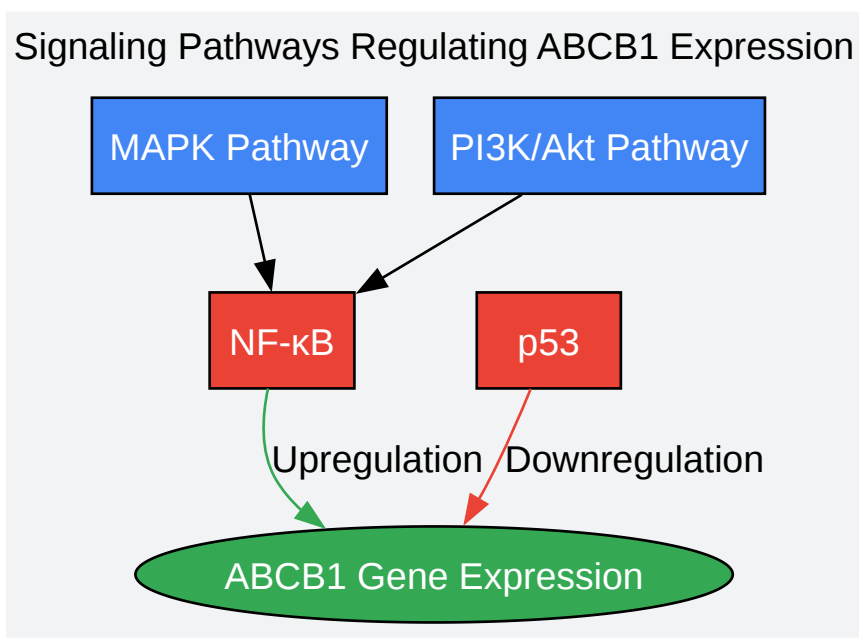 Signaling Pathways Regulating ABCB1 Expression
MAPK Pathway
PI3K/Akt Pathway
NF-κB
p53
Upregulation
Downregulation
ABCB1 Gene Expression